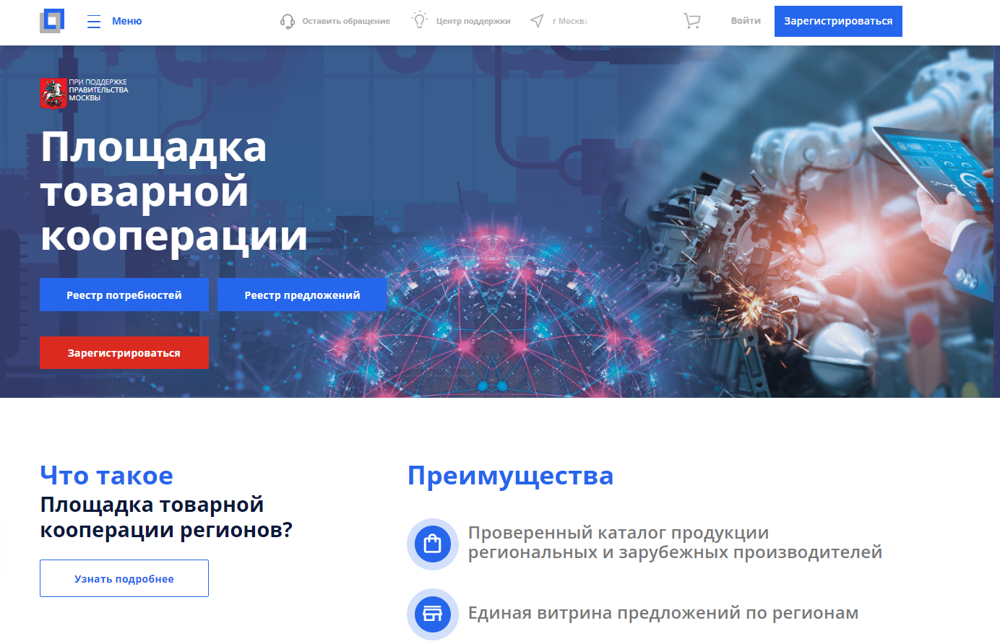 Меню
Оставить обращение
Центр поддержки
г Москва
Войти
Зарегистрироваться
ПРИ ПОДДЕРЖКЕ
ПРАВИТЕЛЬСТВА
МОСКВЫ
Площадка
товарной
кооперации
Реестр потребностей
Реестр предложений
Зарегистрироваться
Что такое
Площадка товарной
кооперации регионов?
Узнать подробнее
Преимущества
Проверенный каталог продукции
региональных и зарубежных производителей
Единая витрина предложений по регионам